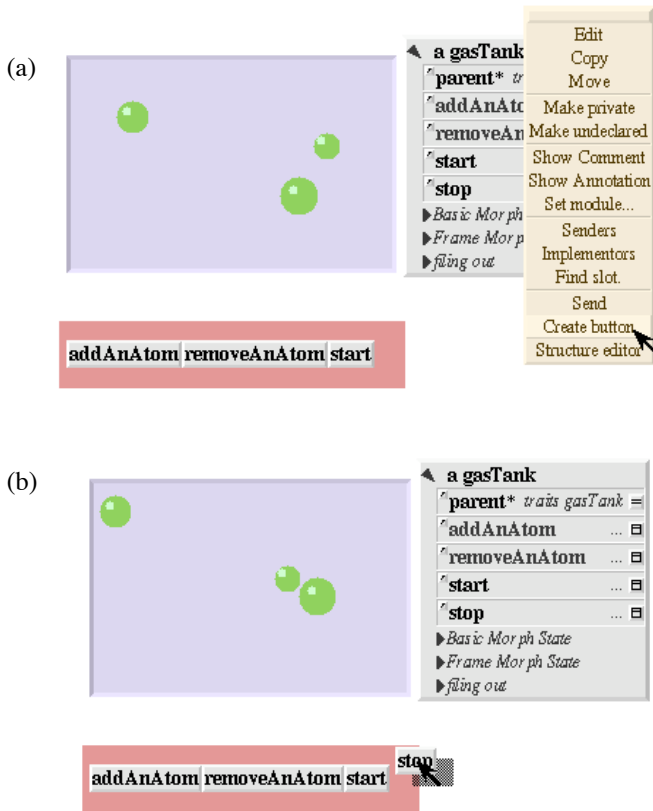 (a)
a gasTank
parent* tr
addAnAto
removeAn
start
stop
Basic Morph
Frame Morp
filing out
Edit
Copy
Move
Make private
Make undeclared
Show Comment
Show Annotation
Set module...
Senders
Implementors
Find slot.
Send
Create button
Structure editor
addAnAtom removeAnAtom start
(b)
a gasTank
parent* traits gasTank =
addAnAtom ...
removeAnAtom ...
start ...
stop ...
Basic Morph State
Frame Morph State
filing out
stop
addAnAtom removeAnAtom start